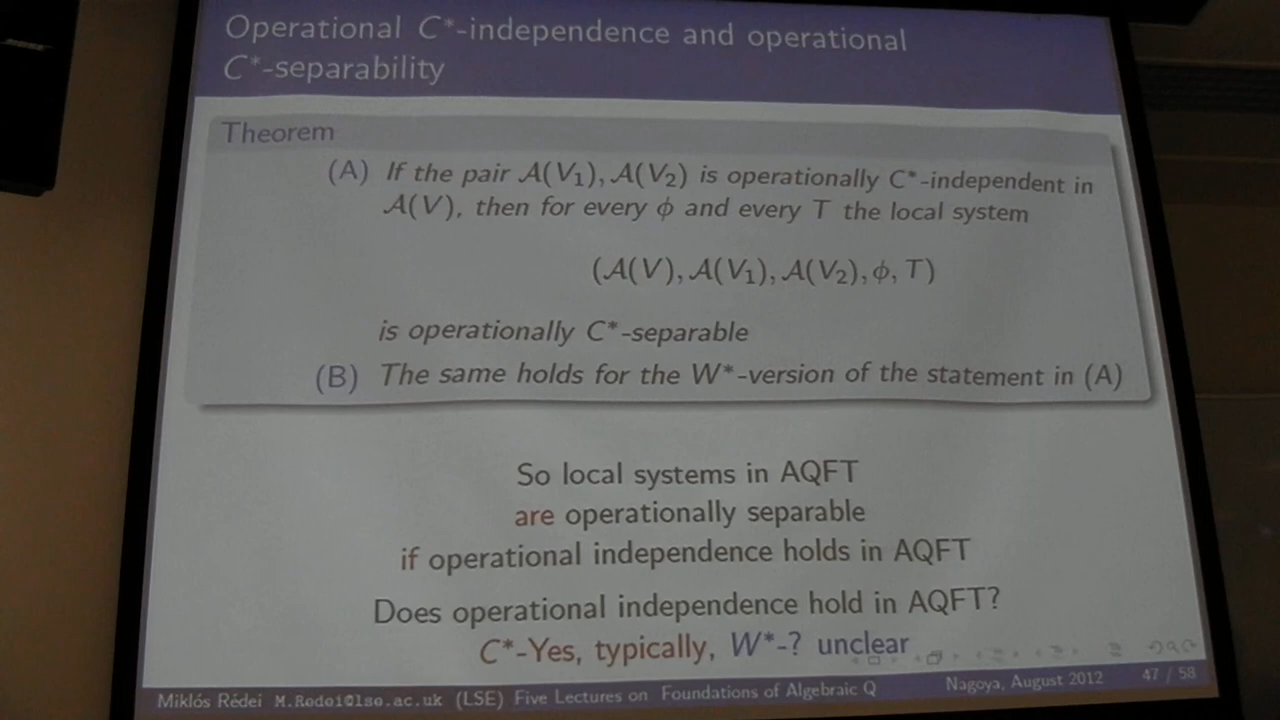 Operational C*-independence and operational
C*-separability
Theorem
(A) If the pair 𝒜(V₁), 𝒜(V₂) is operationally C*-independent in
𝒜(V), then for every ϕ and every T the local system
(𝒜(V), 𝒜(V₁), 𝒜(V₂), ϕ, T)
is operationally C*-separable
(B) The same holds for the W*-version of the statement in (A)
So local systems in AQFT
are operationally separable
if operational independence holds in AQFT
Does operational independence hold in AQFT?
C*-Yes, typically, W*-? unclear
Miklós Rédei M.Redei@lse.ac.uk (LSE) Five Lectures on Foundations of Algebraic Q Nagoya, August 2012 47 / 58